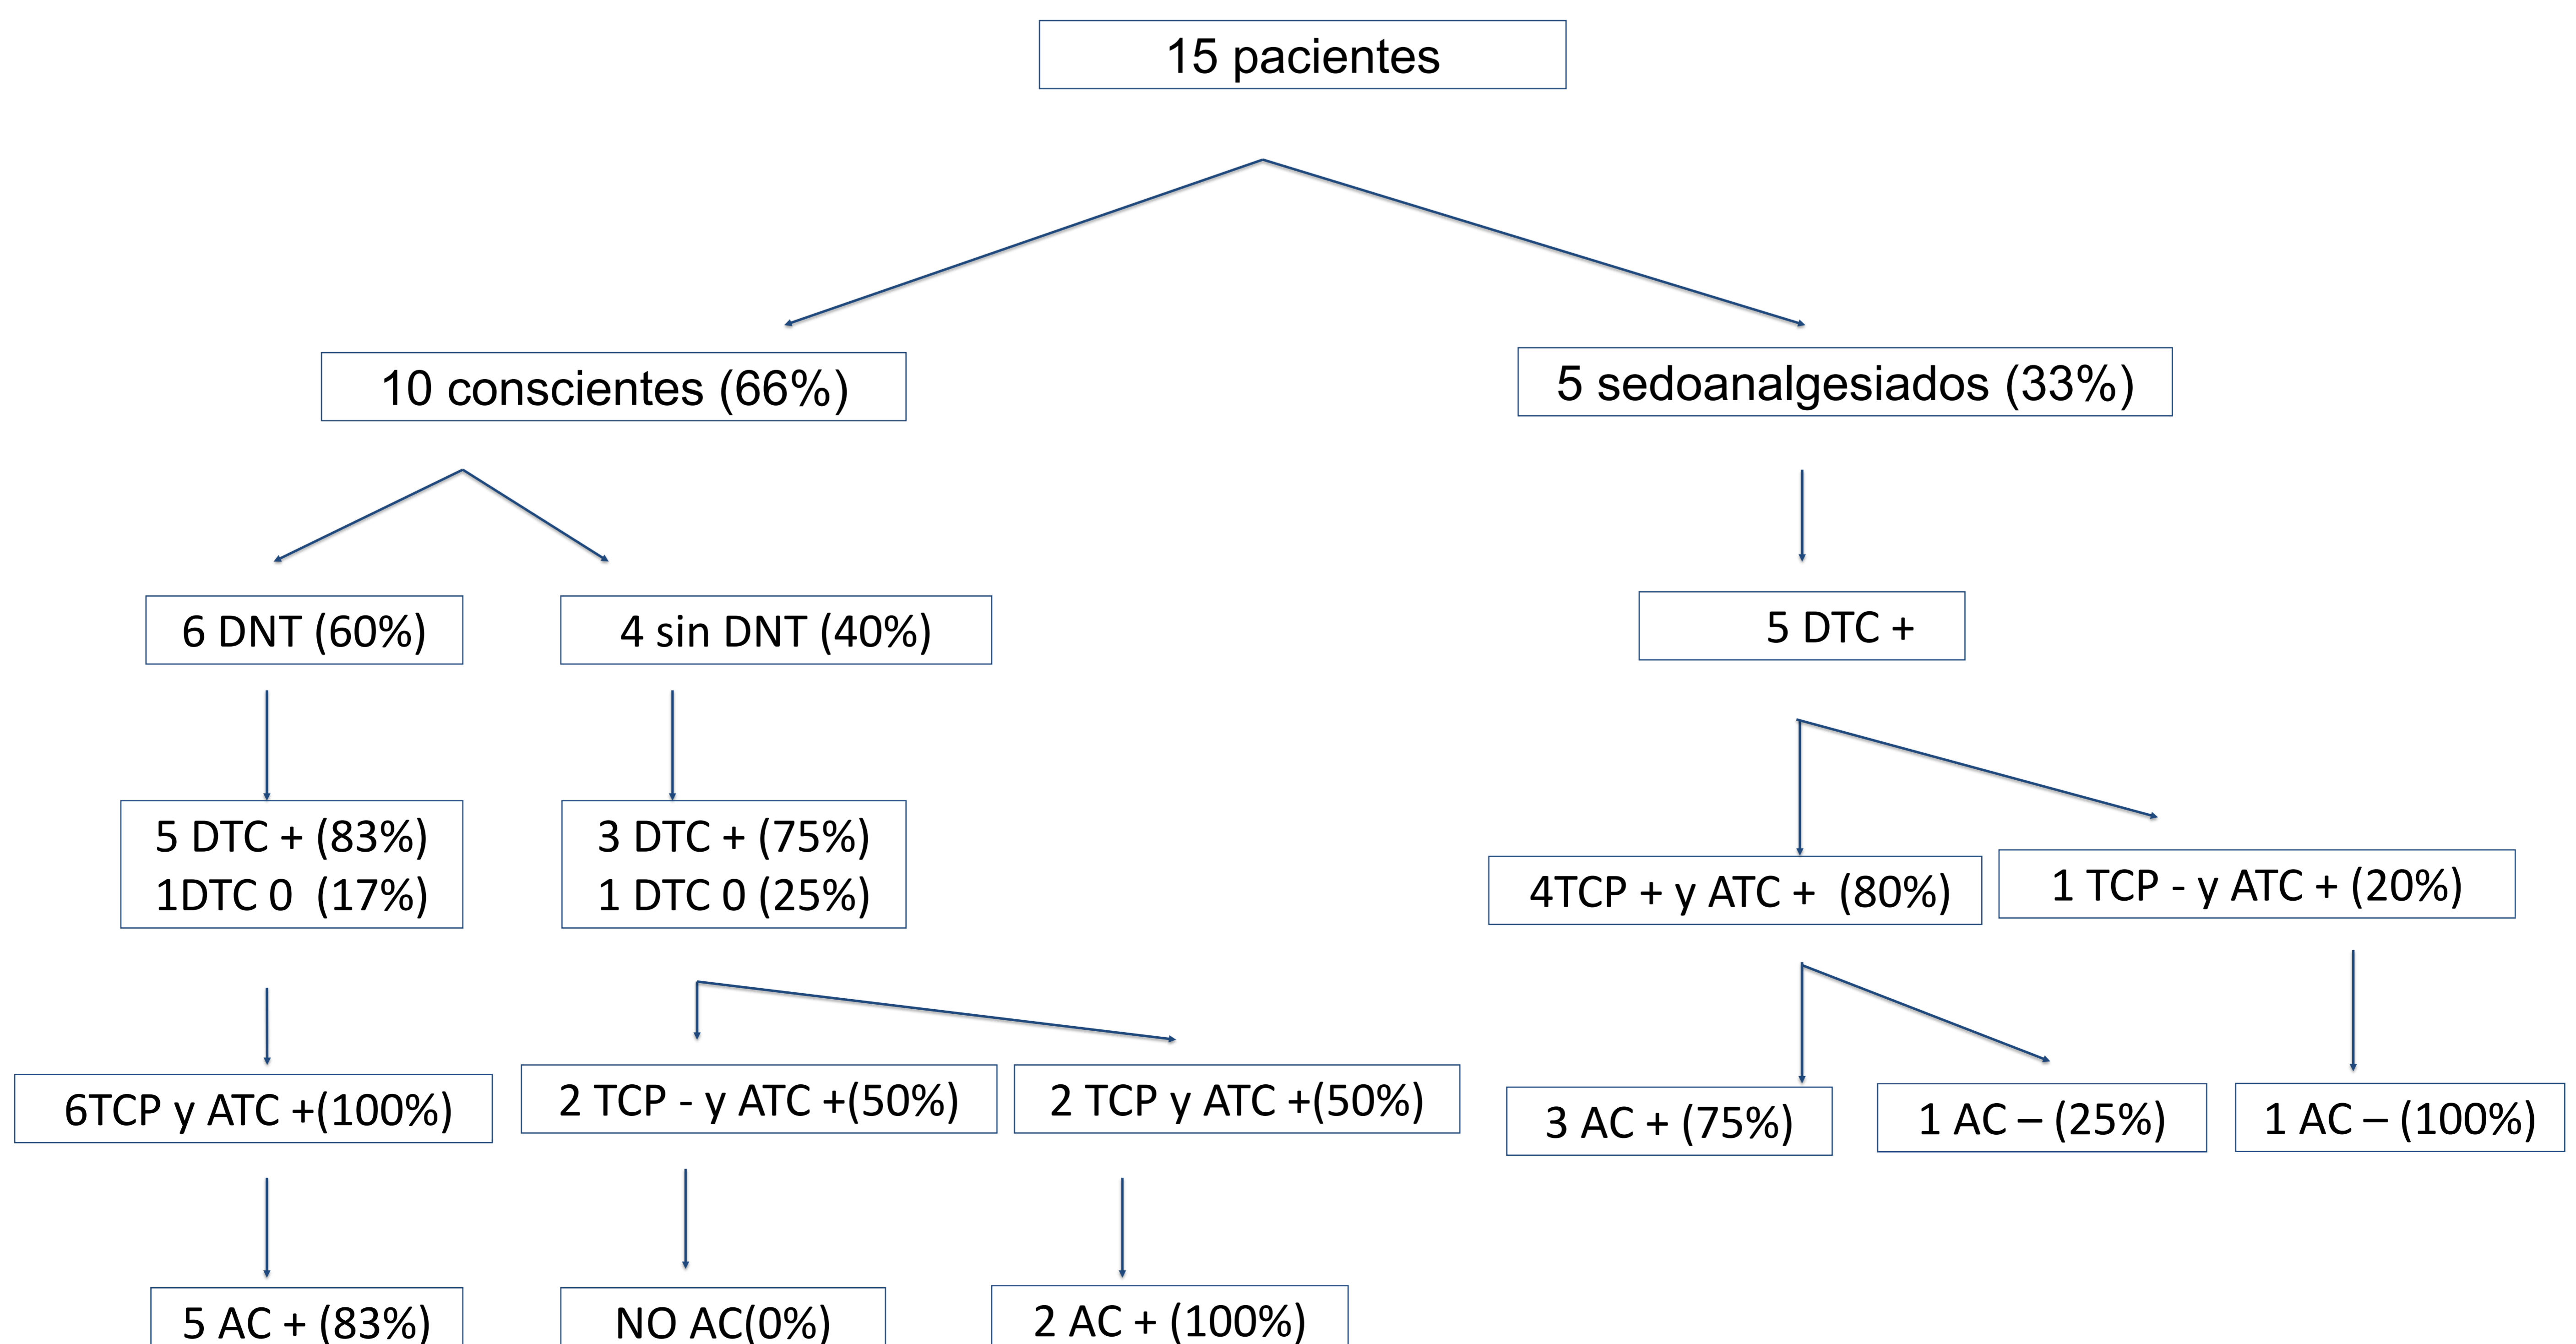 15 pacientes
10 conscientes (66%)
5 sedoanalgesiados (33%)
6 DNT (60%)
4 sin DNT (40%)
5 DTC +
5 DTC + (83%)
1DTC 0 (17%)
3 DTC + (75%)
1 DTC 0 (25%)
4TCP + y ATC + (80%)
1 TCP - y ATC + (20%)
6TCP y ATC +(100%)
2 TCP - y ATC +(50%)
2 TCP y ATC +(50%)
3 AC + (75%)
1 AC – (25%)
1 AC – (100%)
5 AC + (83%)
NO AC(0%)
2 AC + (100%)